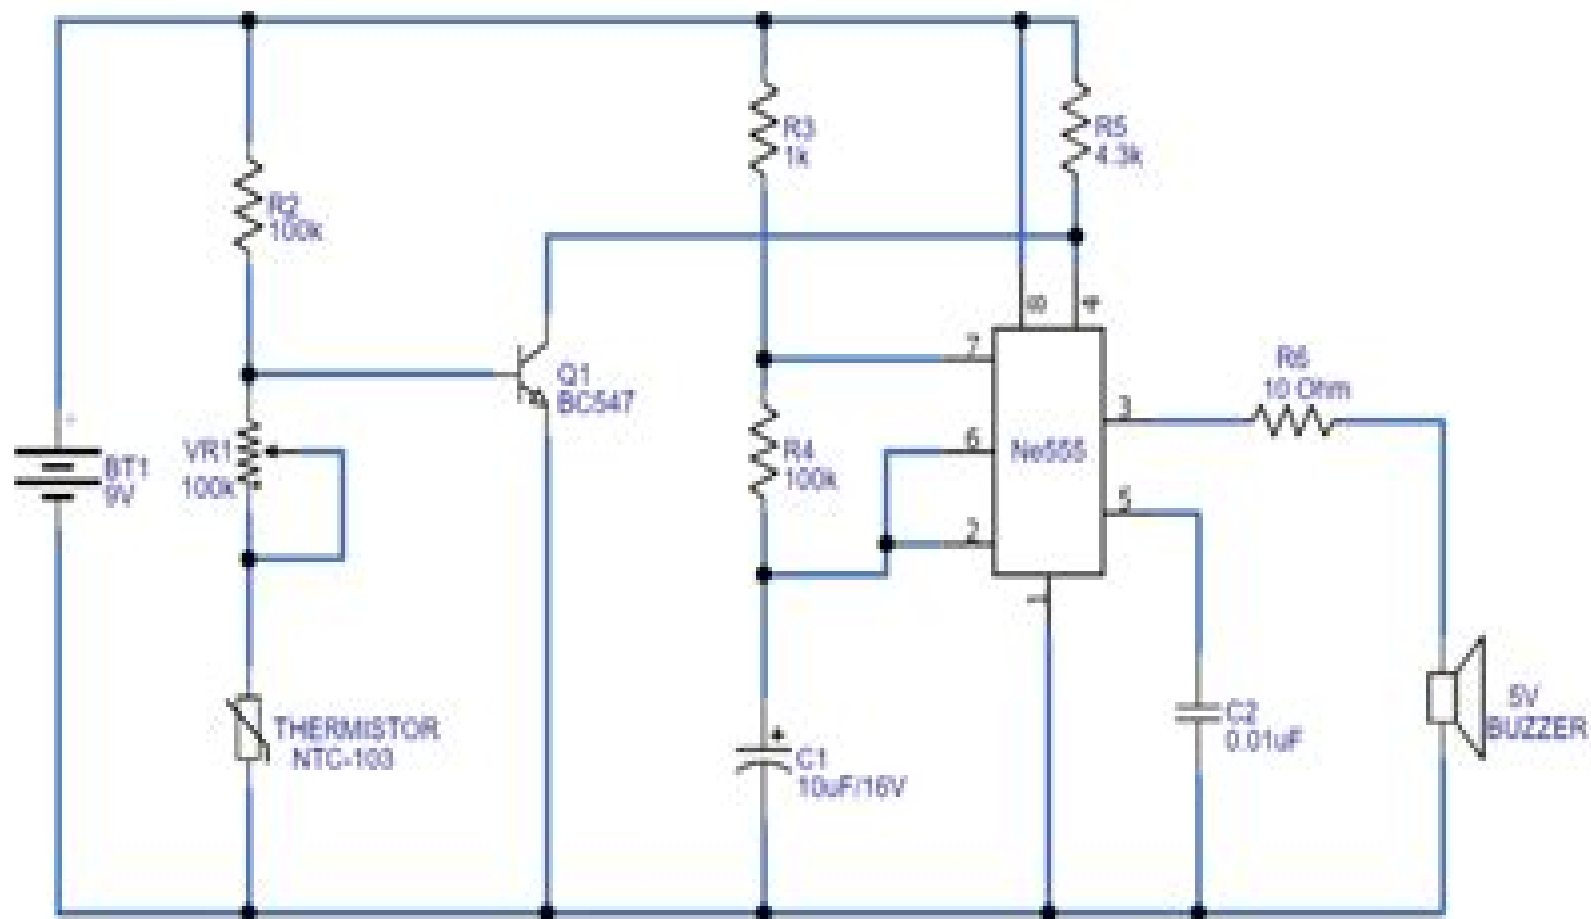 R2
100k
R3
1k
R5
4.3k
8
4
7
Q1
BC547
R6
10 Ohm
3
VR1
100k
BT1
9V
R4
100k
6
Ne555
5
2
1
THERMISTOR
NTC-103
C1
10uF/16V
C2
0.01uF
5V
BUZZER